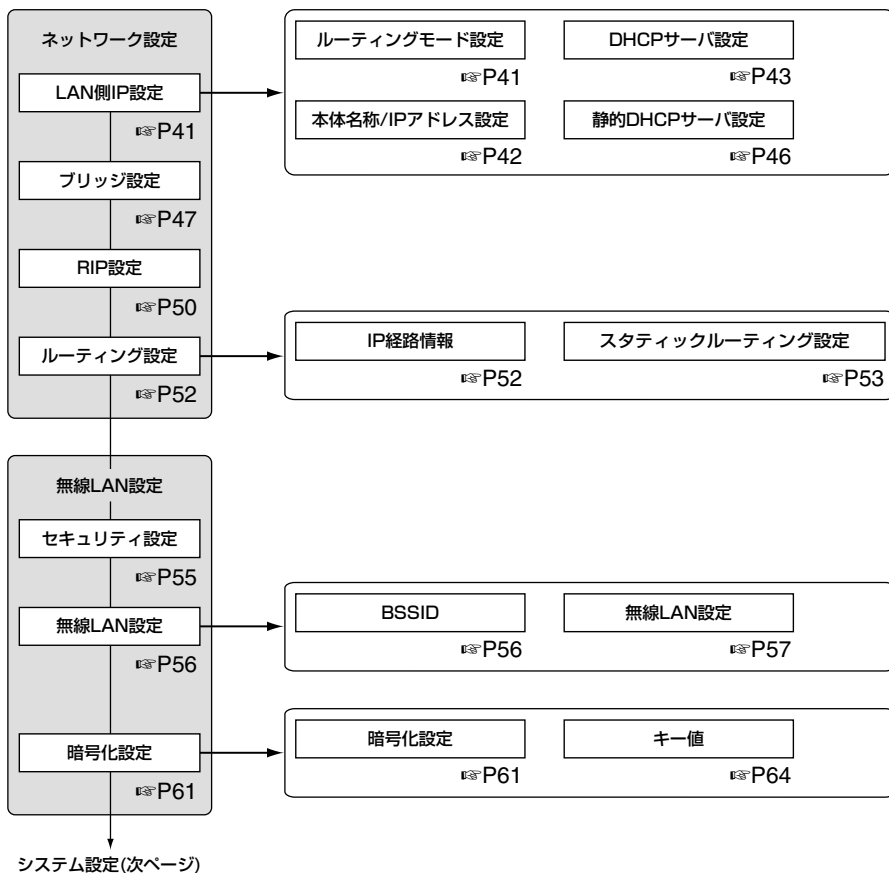 ネットワーク設定
LAN側IP設定
☞P41
ルーティングモード設定
☞P41
DHCPサーバ設定
☞P43
本体名称/IPアドレス設定
☞P42
静的DHCPサーバ設定
☞P46
ブリッジ設定
☞P47
RIP設定
☞P50
ルーティング設定
☞P52
IP経路情報
☞P52
スタティックルーティング設定
☞P53
無線LAN設定
セキュリティ設定
☞P55
無線LAN設定
☞P56
BSSID
☞P56
無線LAN設定
☞P57
暗号化設定
☞P61
暗号化設定
☞P61
キー値
☞P64
システム設定(次ページ)